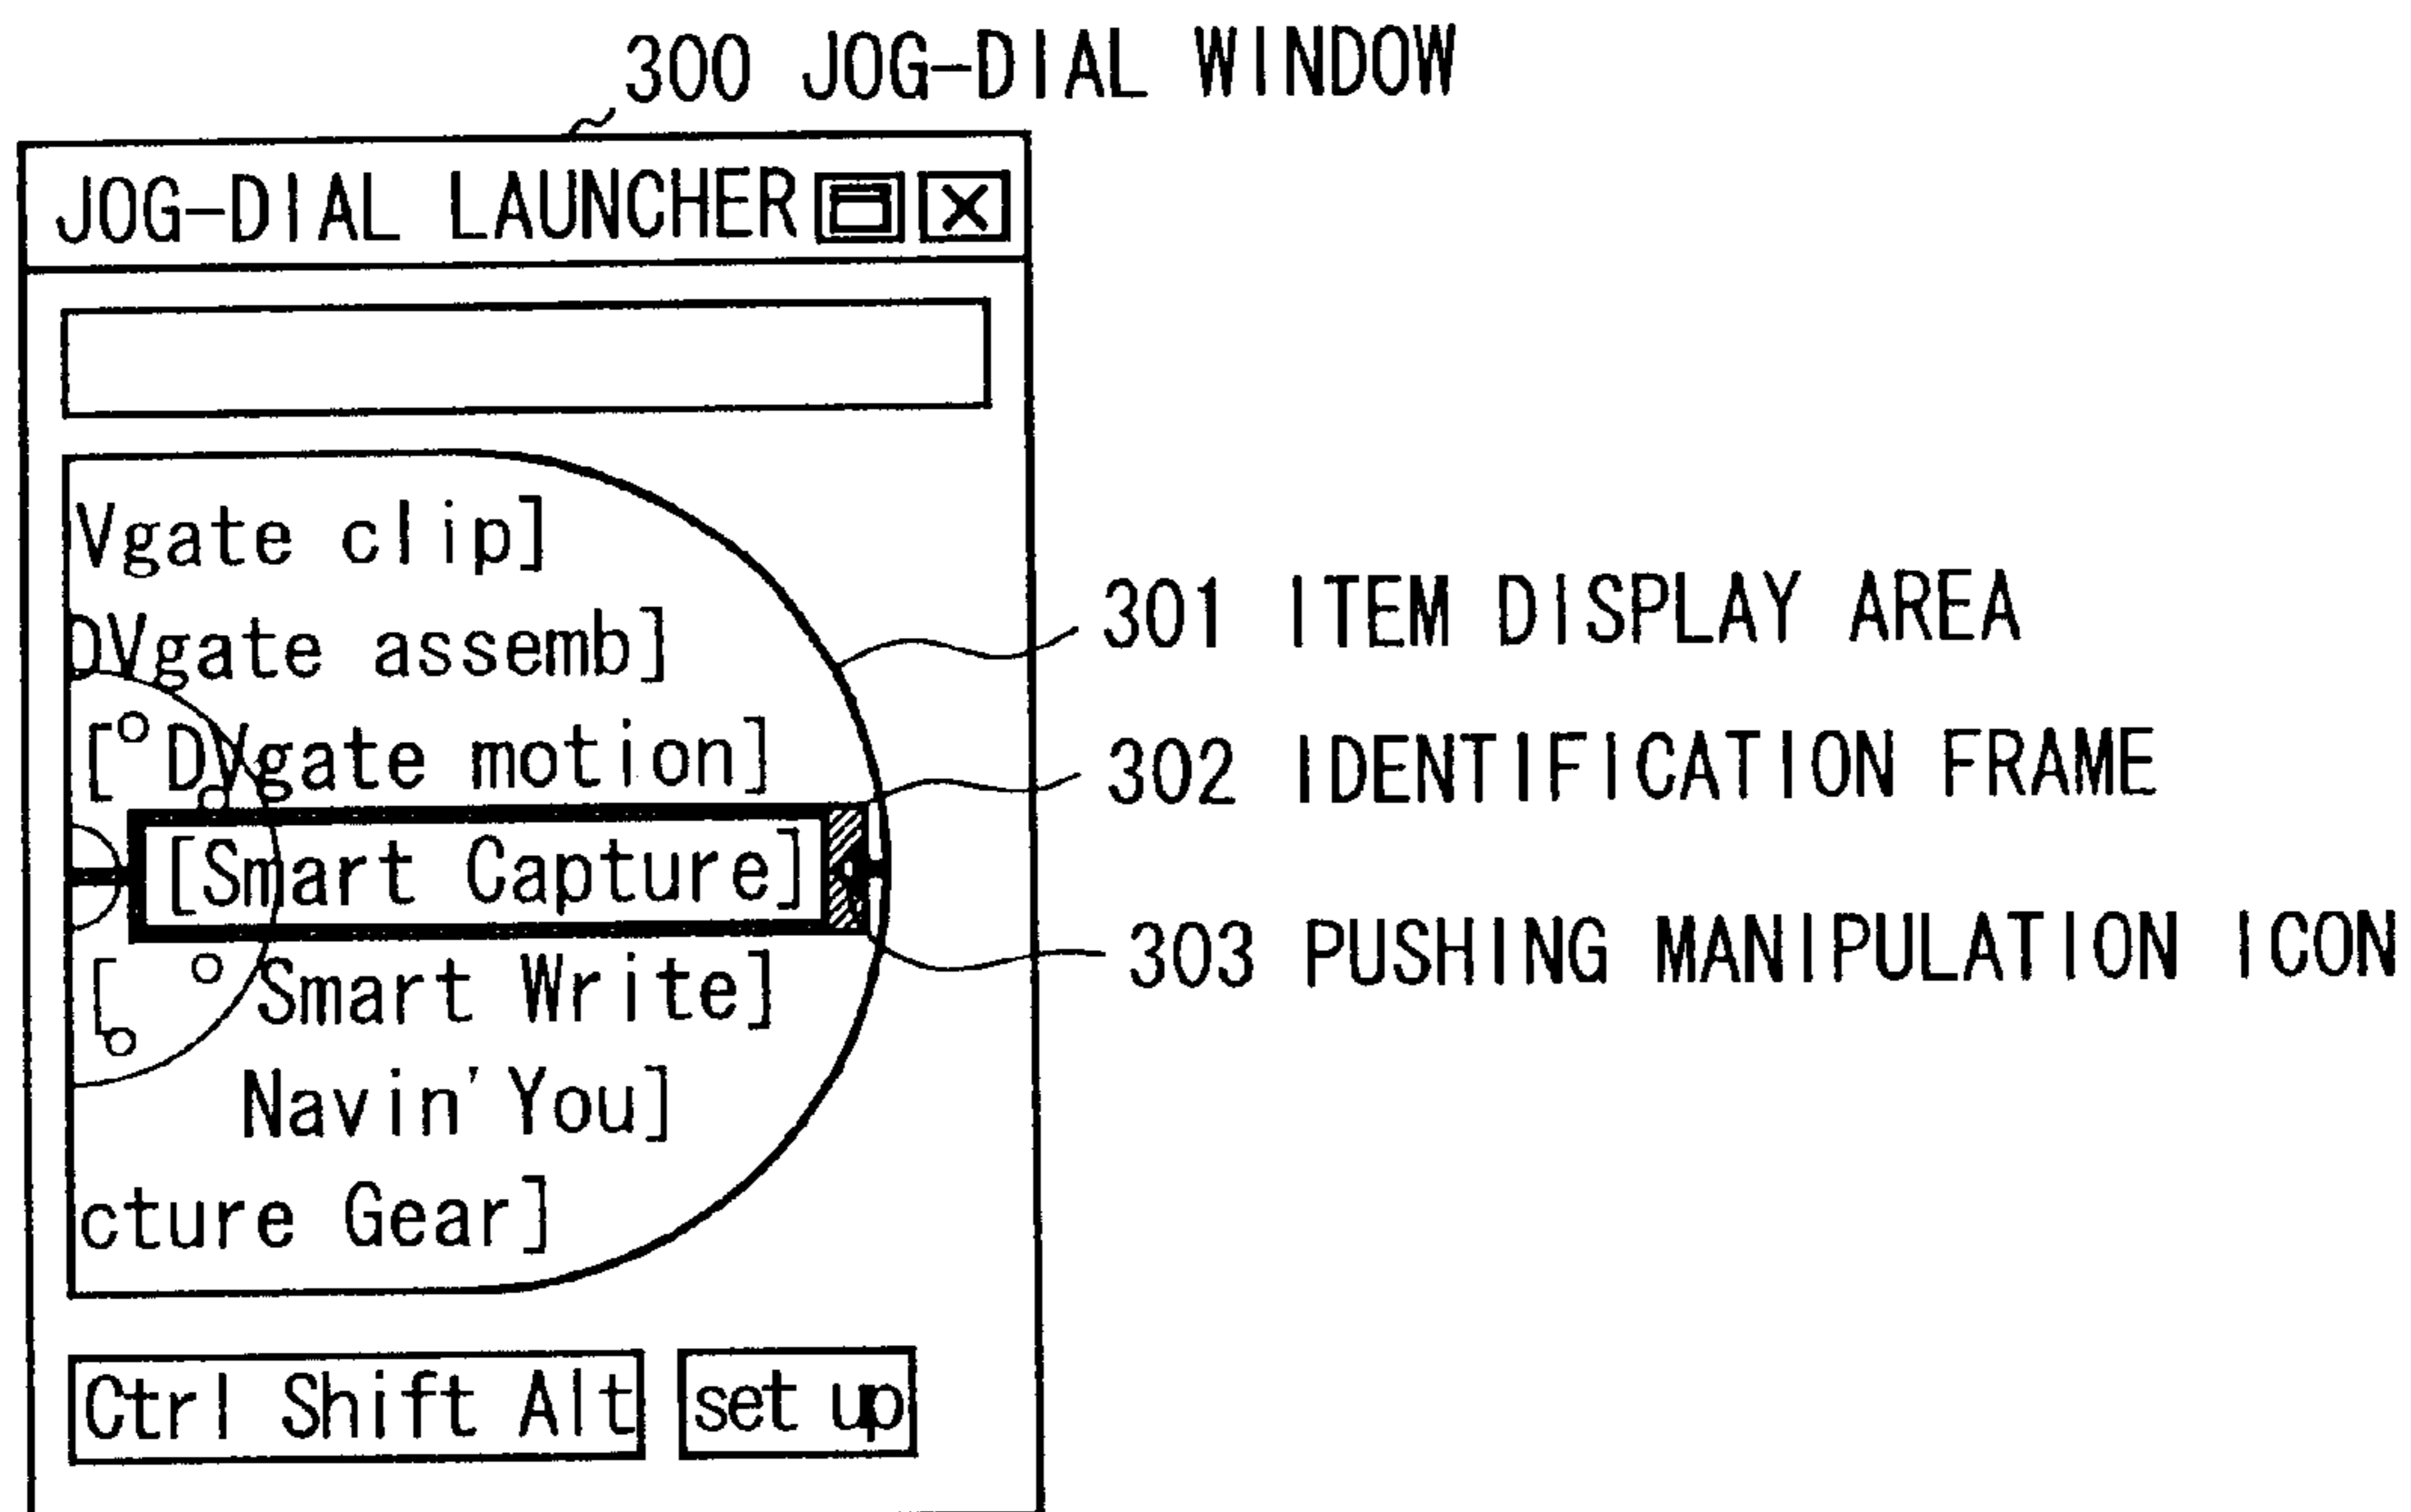 300 JOG-DIAL WINDOW
JOG-DIAL LAUNCHER
Vgate clip]
DVgate assemb]
301 ITEM DISPLAY AREA
[ DVgate motion]
302 IDENTIFICATION FRAME
[Smart Capture]
303 PUSHING MANIPULATION ICON
[ Smart Write]
Navin' You]
cture Gear]
Ctrl Shift Alt
set up